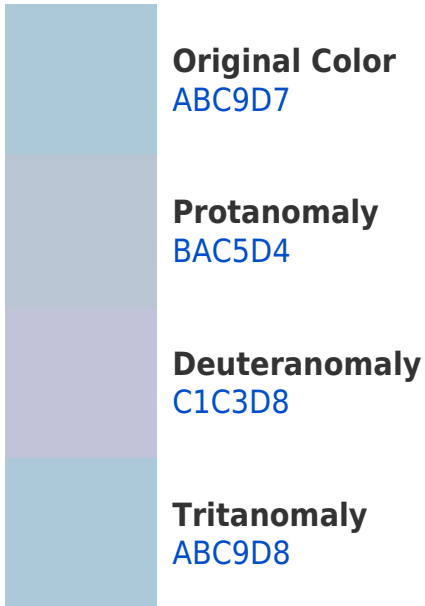 Original Color
ABC9D7
Protanomaly
BAC5D4
Deuteranomaly
C1C3D8
Tritanomaly
ABC9D8